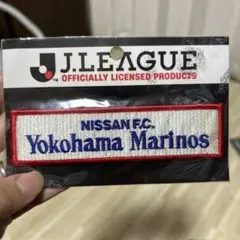 J.LEAGUE
OFFICIALLY LICENSED PRODUCTS
NISSAN F.C.
Yokohama Marinos